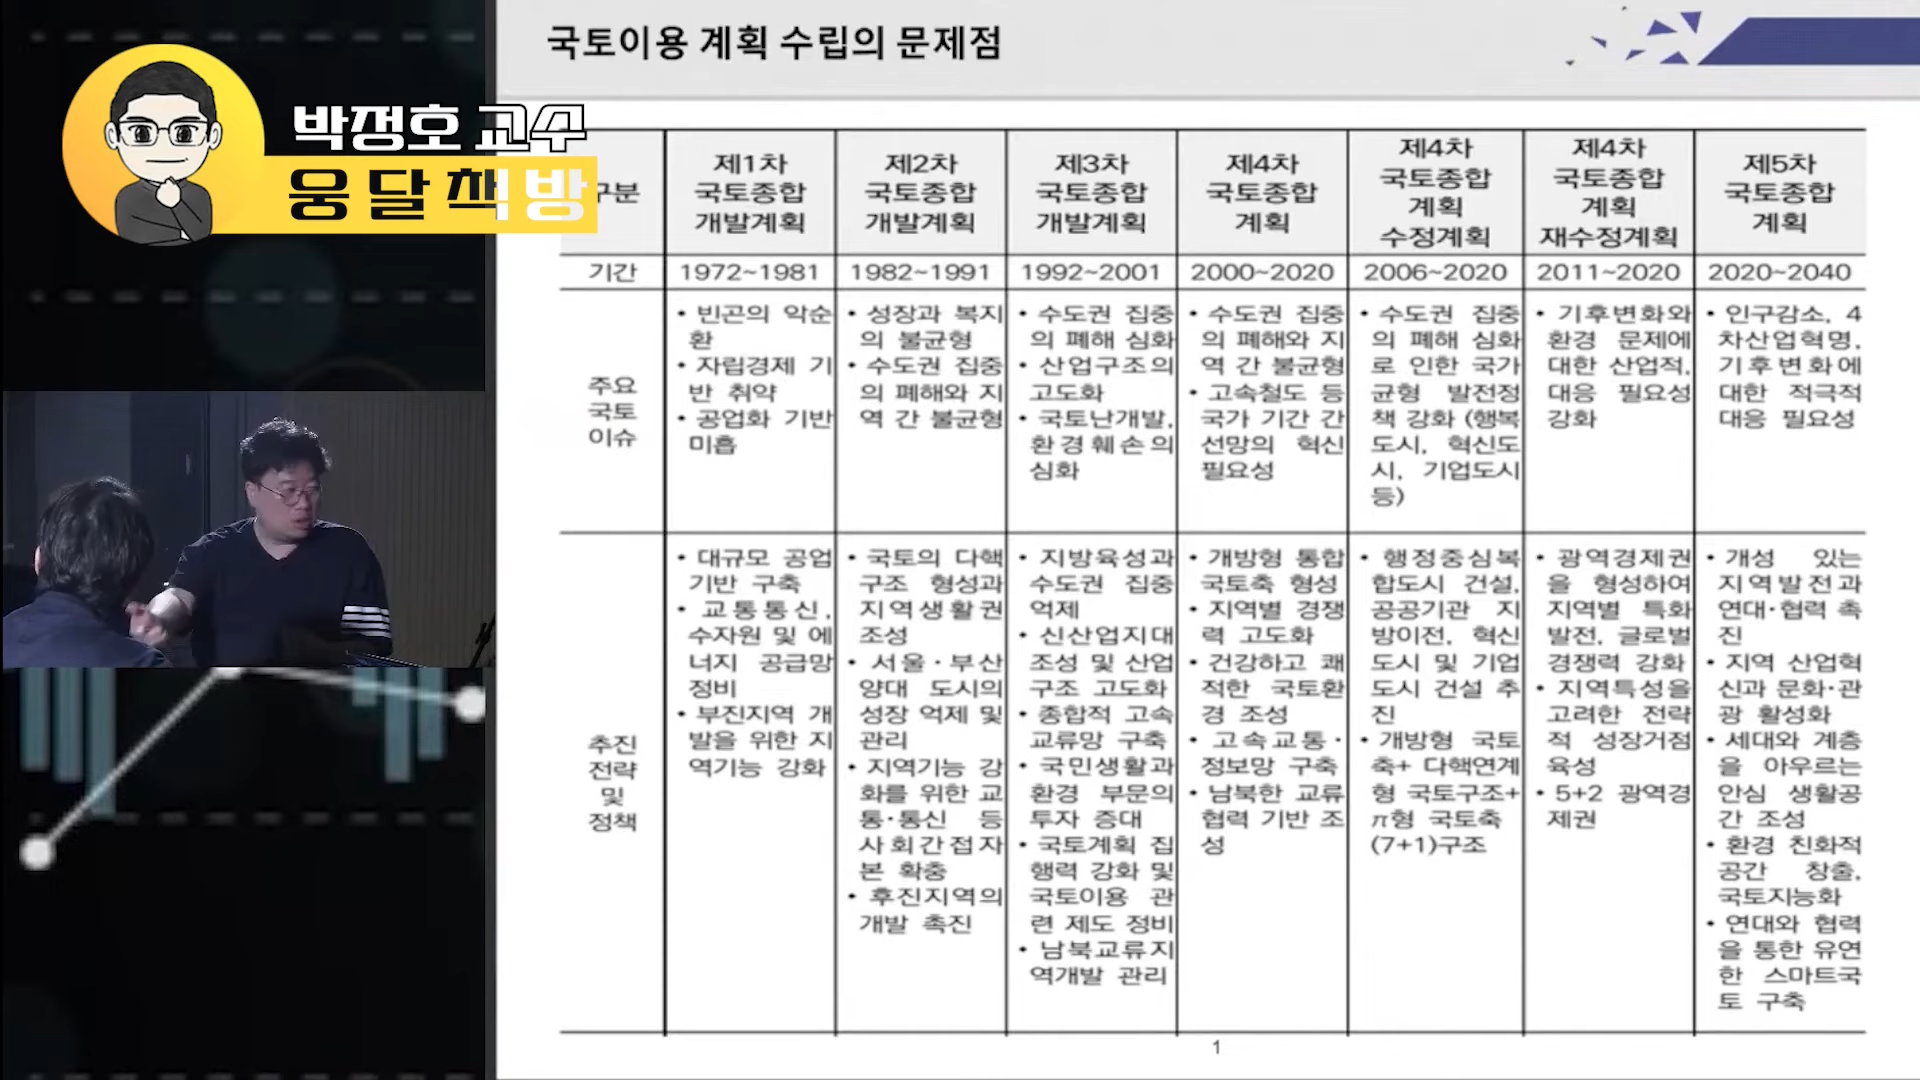 국토이용 계획 수립의 문제점
박정호 교수
웅달책방
구분
제1차
국토종합
개발계획
제2차
국토종합
개발계획
제3차
국토종합
개발계획
제4차
국토종합
계획
제4차
국토종합
계획
수정계획
제4차
국토종합
계획
재수정계획
제5차
국토종합
계획
기간
1972~1981
1982~1991
1992~2001
2000~2020
2006~2020
2011~2020
2020~2040
주요
국토
이슈
• 빈곤의 악순
환
• 자립경제 기
반 취약
• 공업화 기반
미흡
• 성장과 복지
의 불균형
• 수도권 집중
의 폐해와 지
역 간 불균형
• 수도권 집중
의 폐해 심화
• 산업구조의
고도화
• 국토난개발,
환경훼손의
심화
• 수도권 집중
의 폐해와 지
역 간 불균형
• 고속철도 등
국가 기간 간
선망의 혁신
필요성
• 수도권 집중
의 폐해 심화
로 인한 국가
균형 발전정
책 강화 (행복
도시, 혁신도
시, 기업도시
등)
• 기후변화와
환경 문제에
대한 산업적,
대응 필요성
강화
• 인구감소, 4
차산업혁명,
기후변화에
대한 적극적
대응 필요성
추진
전략
및
정책
• 대규모 공업
기반 구축
• 교통통신,
수자원 및 에
너지 공급망
정비
• 부진지역 개
발을 위한 지
역기능 강화
• 국토의 다핵
구조 형성과
지역생활권
조성
• 서울·부산
양대 도시의
성장 억제 및
관리
• 지역기능 강
화를 위한 교
통·통신 등
사회간접자
본 확충
• 후진지역의
개발 촉진
• 지방육성과
수도권 집중
억제
• 신산업지대
조성 및 산업
구조 고도화
• 종합적 고속
교류망 구축
• 국민생활과
환경 부문의
투자 증대
• 국토계획 집
행력 강화 및
국토이용 관
련 제도 정비
• 남북교류지
역개발 관리
• 개방형 통합
국토축 형성
• 지역별 경쟁
력 고도화
• 건강하고 쾌
적한 국토환
경 조성
• 고속교통·
정보망 구축
• 남북한 교류
협력 기반 조
성
• 행정중심복
합도시 건설,
공공기관 지
방이전, 혁신
도시 및 기업
도시 건설 추
진
• 개방형 국토
축+ 다핵연계
형 국토구조+
π형 국토축
(7+1)구조
• 광역경제권
을 형성하여
지역별 특화
발전, 글로벌
경쟁력 강화
• 지역특성을
고려한 전략
적 성장거점
육성
• 5+2 광역경
제권
• 개성 있는
지역발전과
연대·협력 촉
진
• 지역 산업혁
신과 문화·관
광 활성화
• 세대와 계층
을 아우르는
안심 생활공
간 조성
• 환경 친화적
공간 창출,
국토지능화
• 연대와 협력
을 통한 유연
한 스마트국
토 구축
1